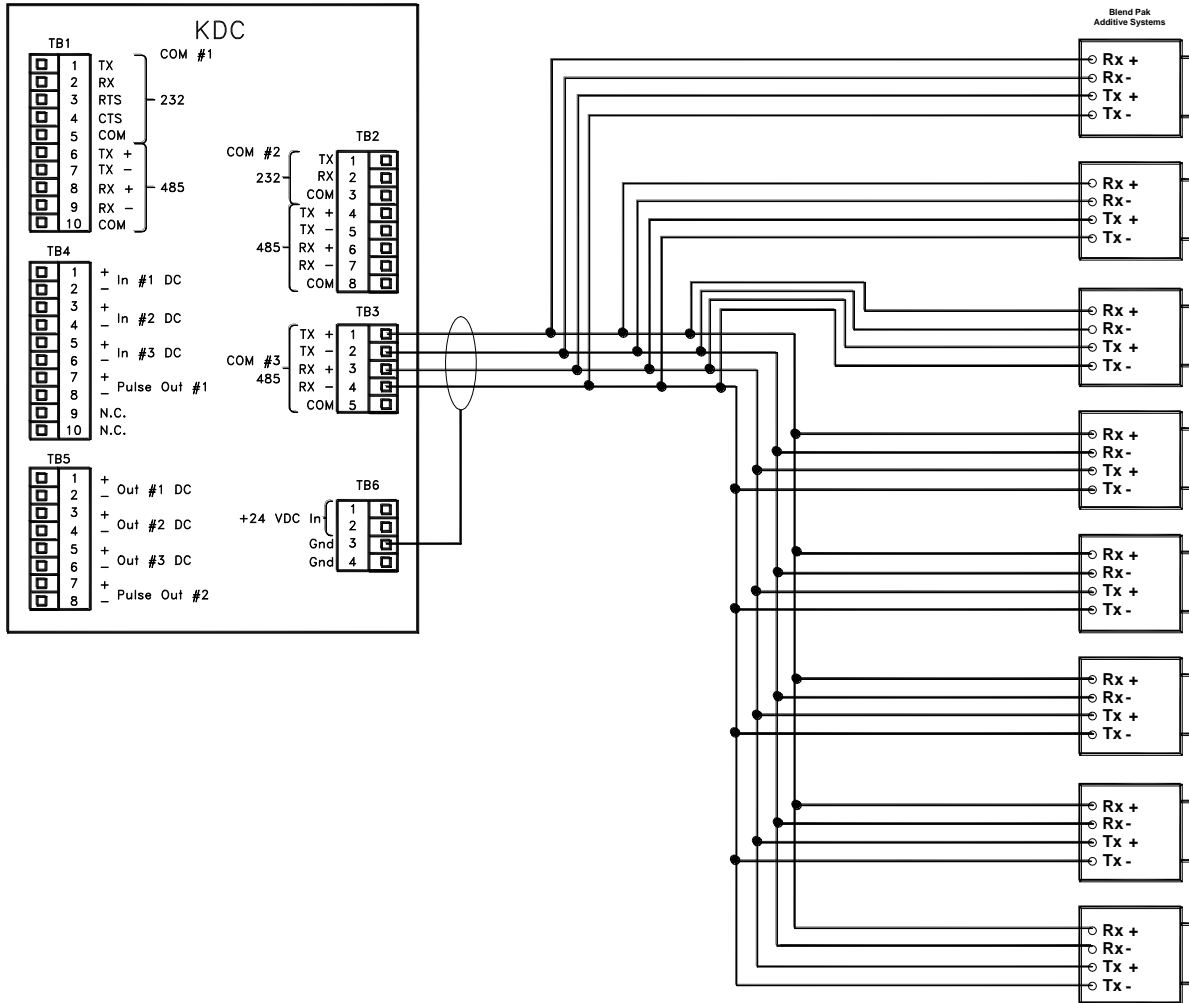 KDC
TB1
COM #1
1 TX
2 RX
3 RTS
4 CTS
5 COM
232
6 TX +
7 TX -
8 RX +
9 RX -
10 COM
485
TB2
COM #2
1 TX
2 RX
3 COM
232
4 TX +
5 TX -
6 RX +
7 RX -
8 COM
485
TB4
1 +
2 -
In #1 DC
3 +
4 -
In #2 DC
5 +
6 -
In #3 DC
7 +
8 -
Pulse Out #1
9 N.C.
10 N.C.
TB3
COM #3
485
TX + 1
TX - 2
RX + 3
RX - 4
COM 5
TB5
1 +
2 -
Out #1 DC
3 +
4 -
Out #2 DC
5 +
6 -
Out #3 DC
7 +
8 -
Pulse Out #2
TB6
+24 VDC In
1
2
Gnd 3
Gnd 4
Blend Pak
Additive Systems
Rx +
Rx-
Tx +
Tx -
Rx +
Rx-
Tx +
Tx -
Rx +
Rx-
Tx +
Tx -
Rx +
Rx-
Tx +
Tx -
Rx +
Rx-
Tx +
Tx -
Rx +
Rx-
Tx +
Tx -
Rx +
Rx-
Tx +
Tx -
Rx +
Rx-
Tx +
Tx -